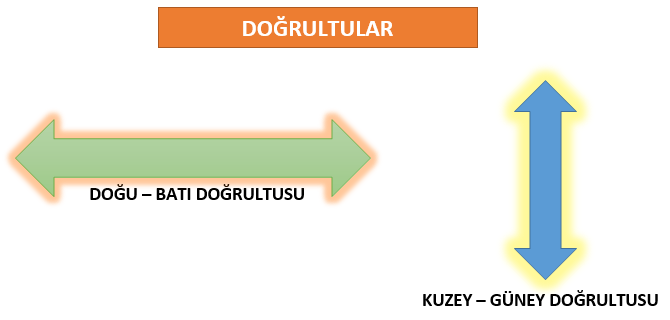 DOĞRULTULAR
DOĞU – BATI DOĞRULTUSU
KUZEY – GÜNEY DOĞRULTUSU